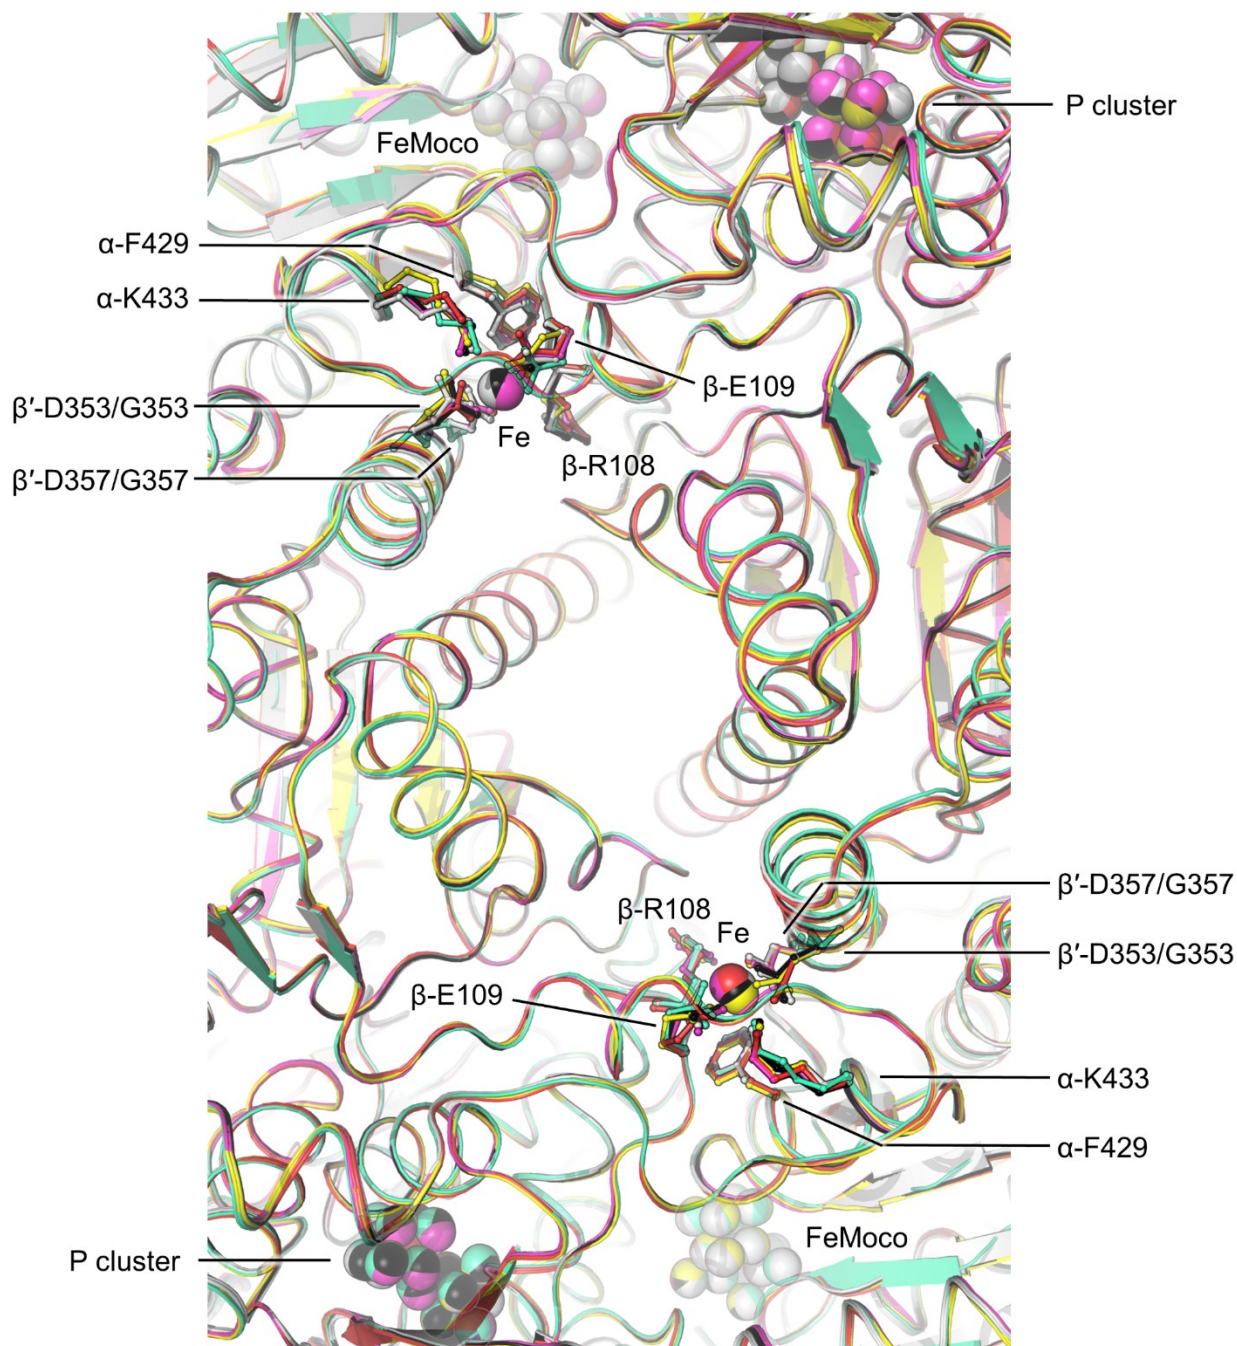 P cluster
FeMoco
α-F429
α-K433
β-E109
β′-D353/G353
Fe
β-R108
β′-D357/G357
β′-D357/G357
β-R108
Fe
β′-D353/G353
β-E109
α-K433
α-F429
FeMoco
P cluster